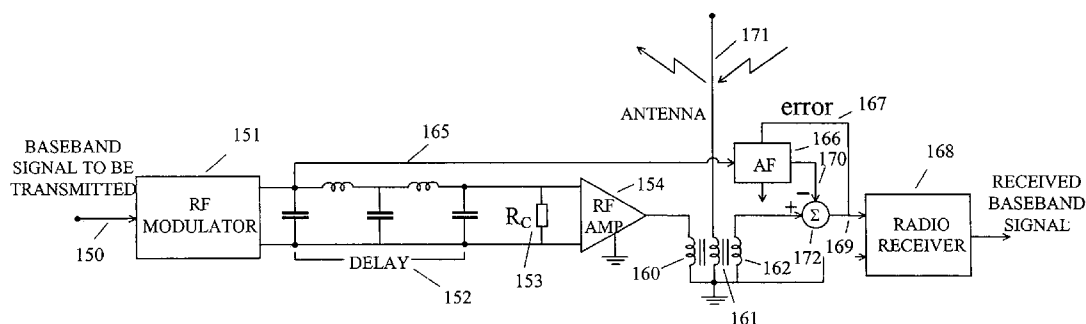 171
error
167
ANTENNA
166
151
165
BASEBAND
SIGNAL TO BE
TRANSMITTED
AF
170
168
154
−
RECEIVED
BASEBAND
SIGNAL
RF
MODULATOR
R_C
RF
AMP
+
Σ
RADIO
RECEIVER
150
DELAY
153
160
162
172
169
152
161